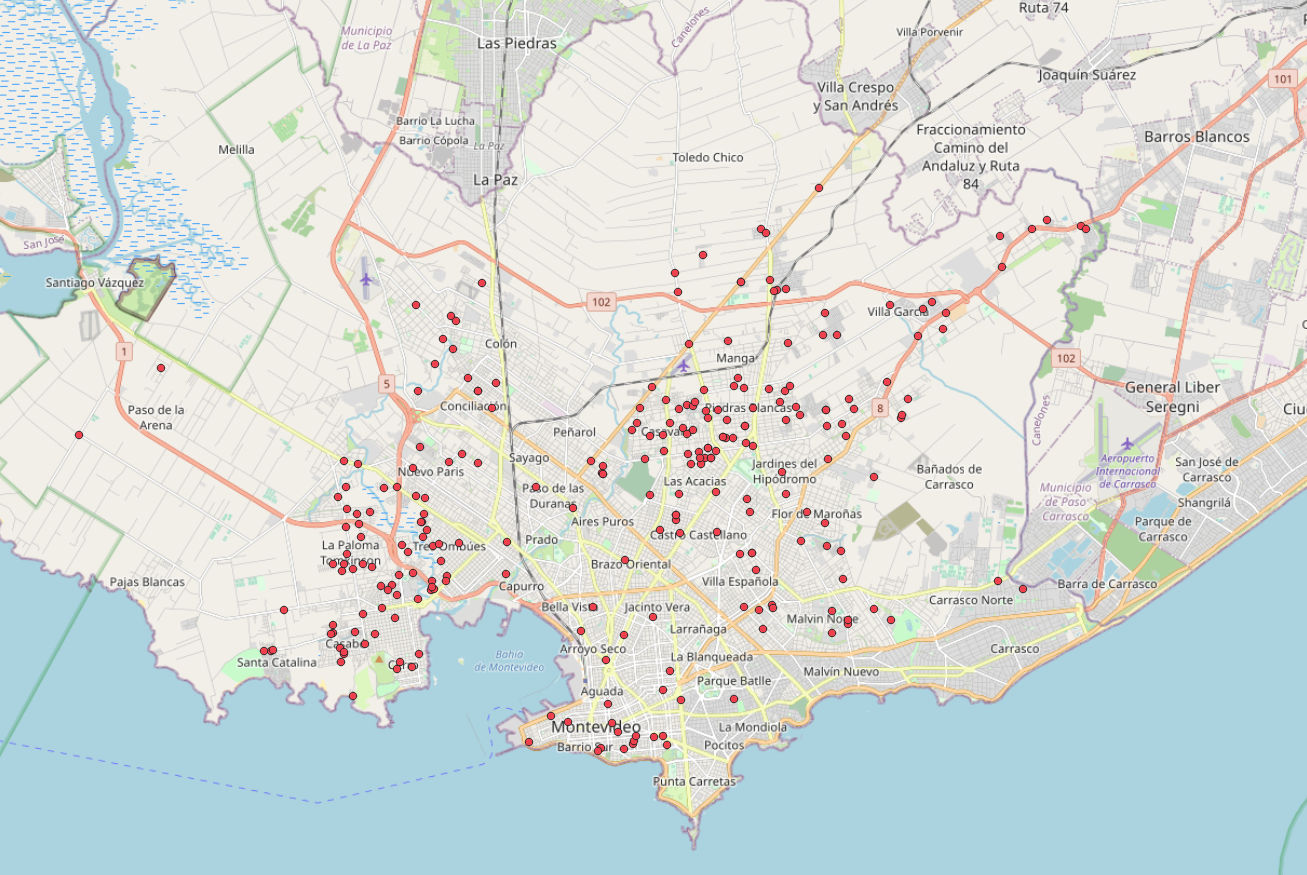 Ruta 74
Municipio
de La Paz
Canelones
Villa Porvenir
Las Piedras
Joaquín Suárez
101
Villa Crespo
y San Andrés
Barrio La Lucha
Barrio Cópola
La Paz
Fraccionamiento
Camino del
Andaluz y Ruta
84
Barros Blancos
Melilla
Toledo Chico
La Paz
San José
Santiago Vázquez
102
Villa García
1
Colón
Manga
102
5
General Liber
Seregni
Paso de la
Arena
Conciliación
Piedras Blancas
8
Canelones
Ciu
Peñarol
Casavalle
Aeropuerto
Internacional
de Carrasco
Sayago
Nuevo París
Jardines del
Hipódromo
Bañados de
Carrasco
San José de
Carrasco
Las Acacias
Paso de las
Duranas
Municipio
de Paso
Carrasco
Shangrilá
Aires Puros
Flor de Maroñas
Parque de
Carrasco
Prado
Castro Castellano
La Paloma
Tomkinson
Tres Ombúes
Brazo Oriental
Pajas Blancas
Capurro
Villa Española
Barra de Carrasco
Bella Vista
Jacinto Vera
Carrasco Norte
Malvín Norte
Larrañaga
Casabó
Arroyo Seco
Carrasco
Santa Catalina
Bahía
de Montevideo
La Blanqueada
Malvín Nuevo
Parque Batlle
Aguada
Montevideo
La Mondiola
Barrio Sur
Pocitos
Punta Carretas